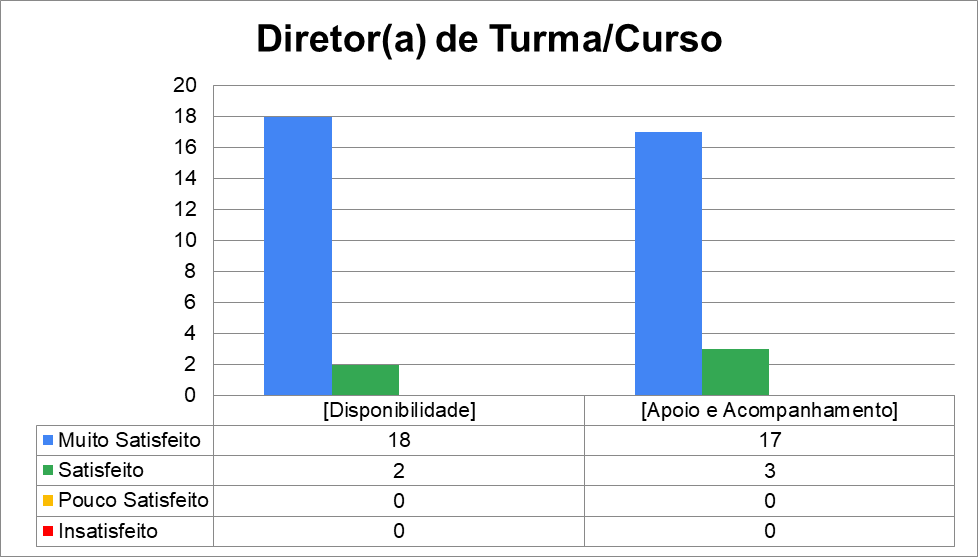 Diretor(a) de Turma/Curso
20
18
16
14
12
10
8
6
4
2
0
[Disponibilidade] [Apoio e Acompanhamento]
Muito Satisfeito 18 17
Satisfeito 2 3
Pouco Satisfeito 0 0
Insatisfeito 0 0